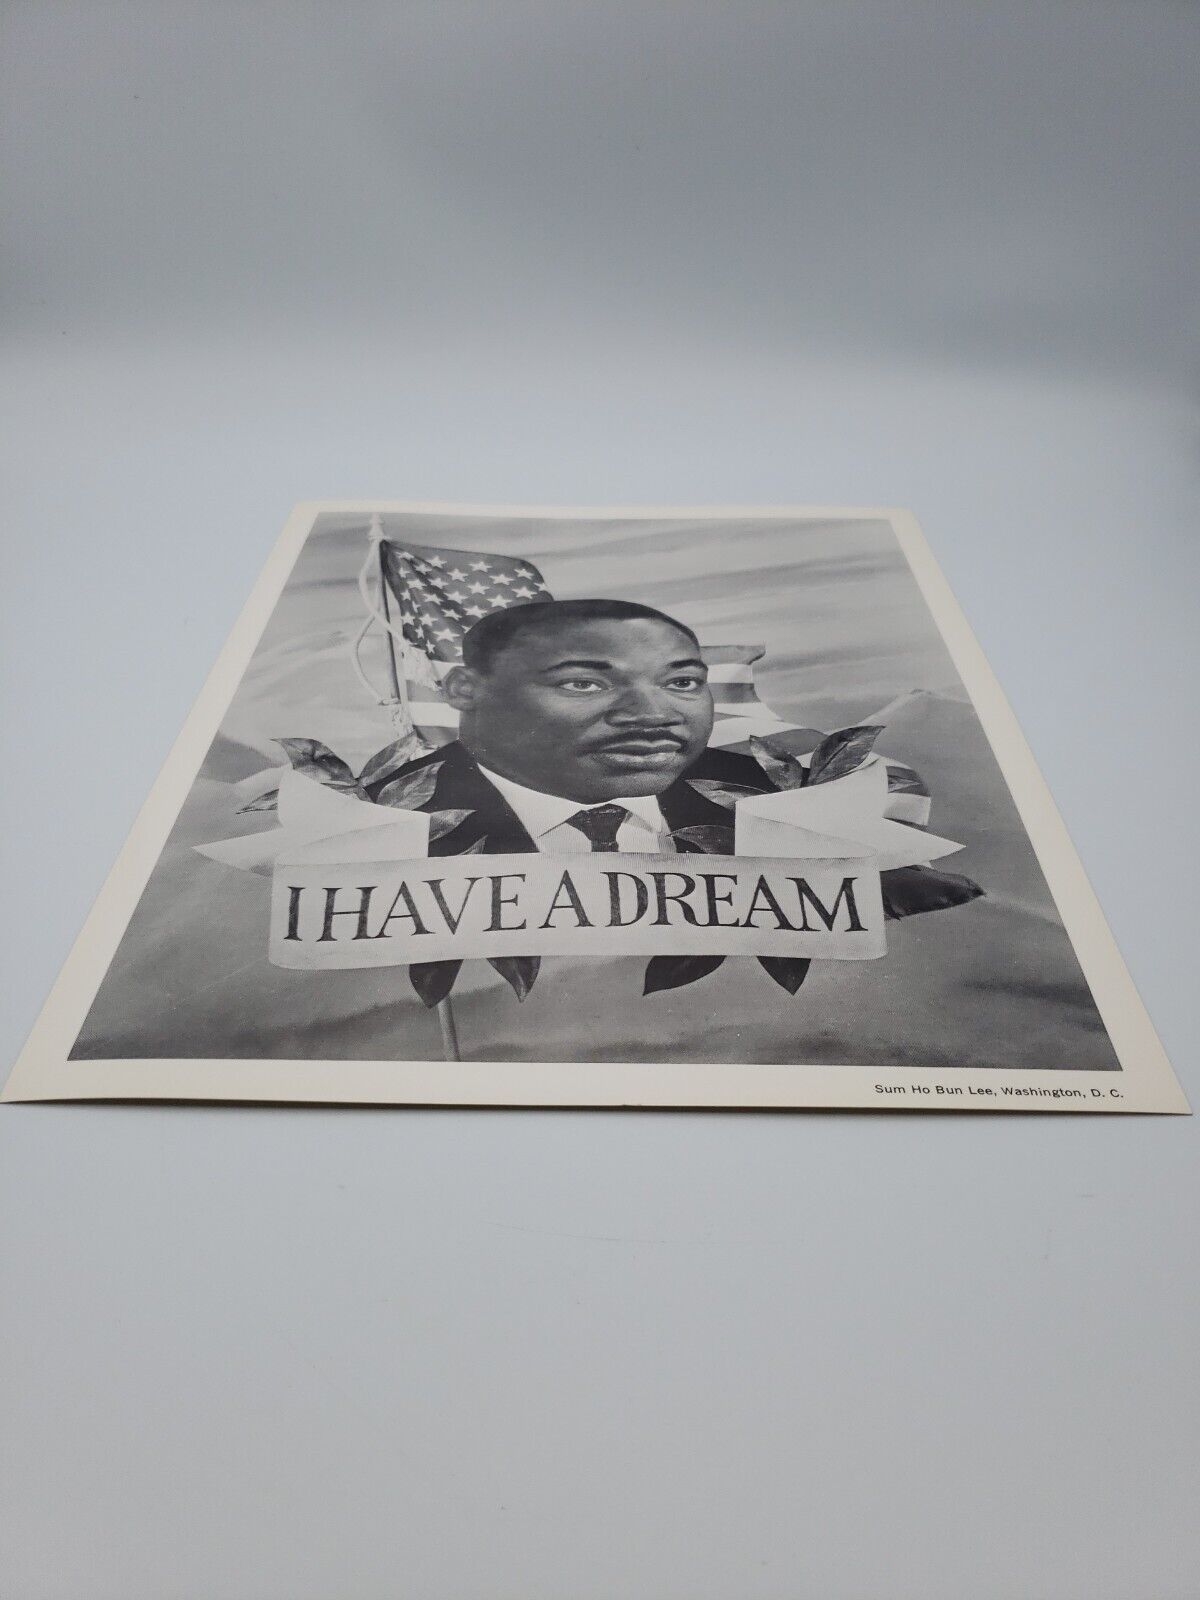 I HAVE A DREAM
Sum Ho Bun Lee, Washington, D. C.